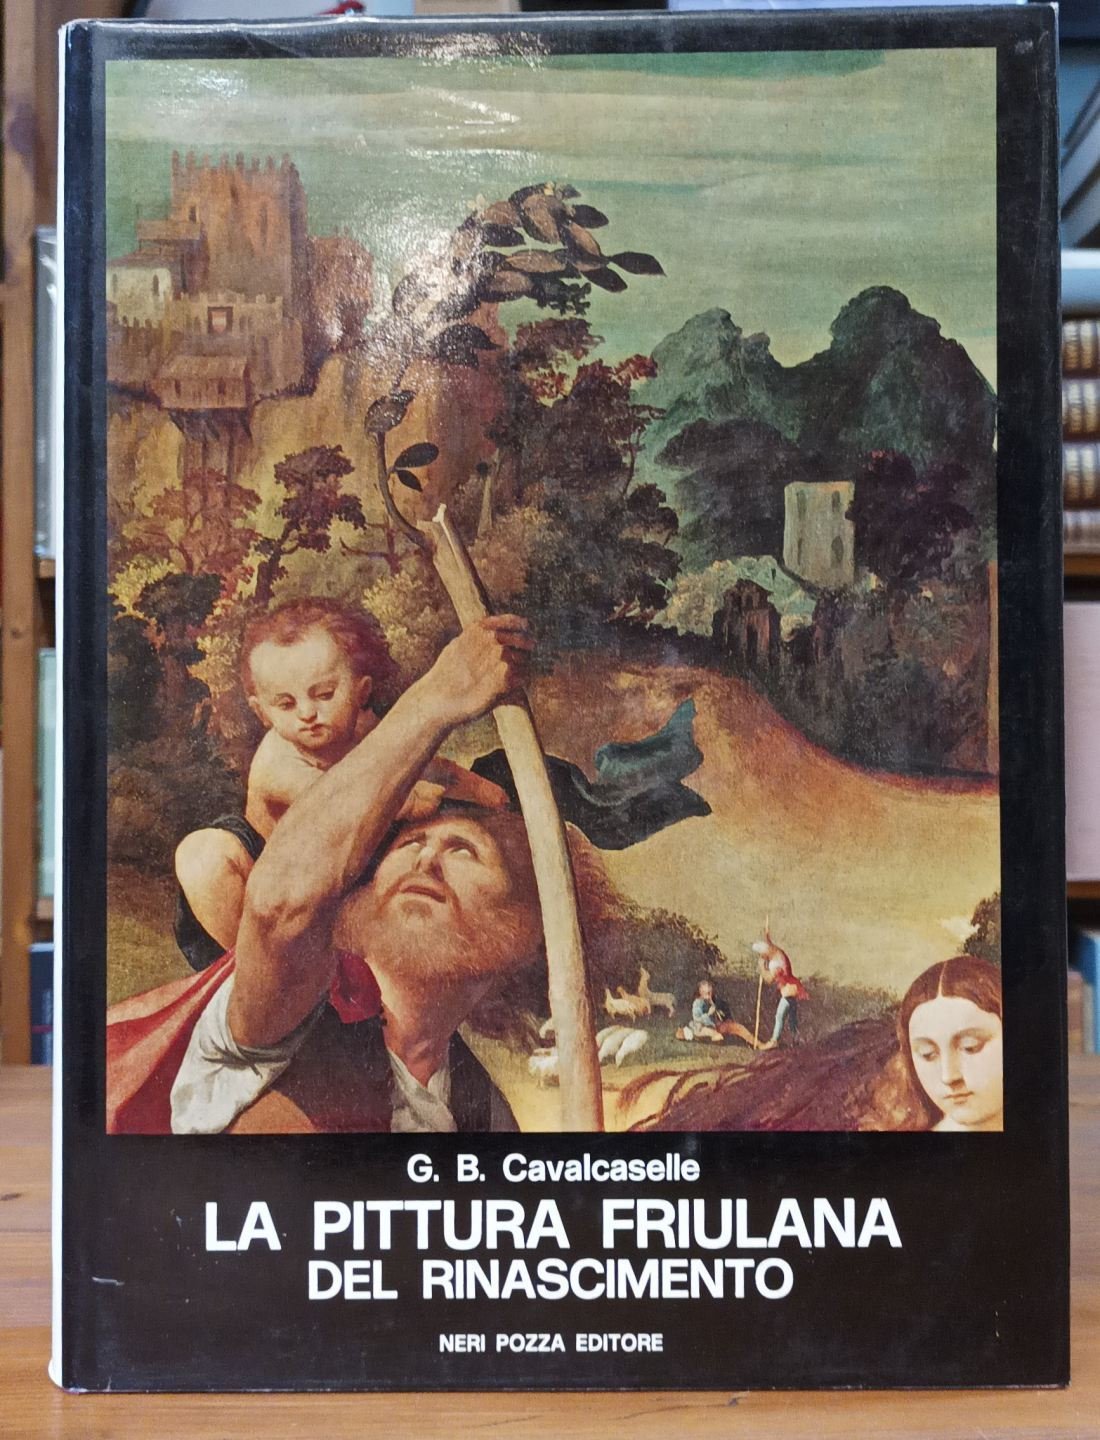 G. B. Cavalcaselle
LA PITTURA FRIULANA
DEL RINASCIMENTO
NERI POZZA EDITORE